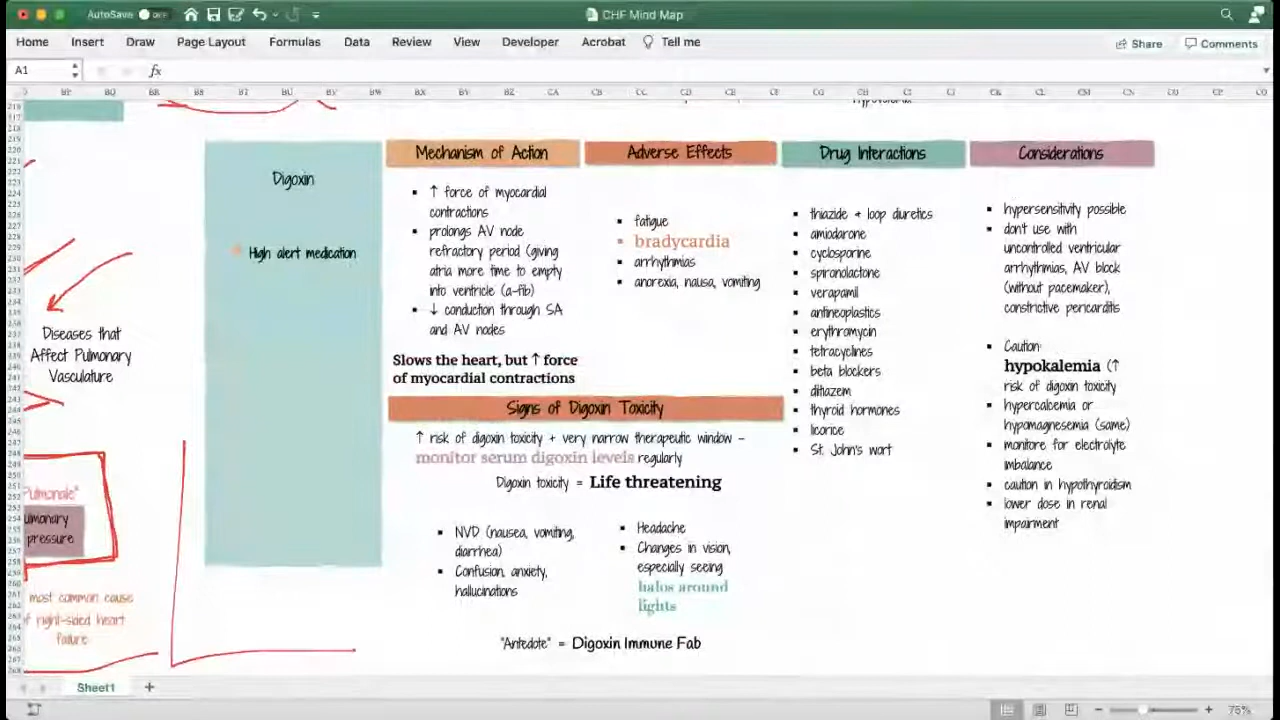 AutoSave OFF
CHF Mind Map
Home Insert Draw Page Layout Formulas Data Review View Developer Acrobat Tell me
Share Comments
A1 fx
Digoxin
High alert medication
Mechanism of Action
↑ force of myocardial
contractions
prolongs AV node
refractory period (giving
atria more time to empty
into ventricle (a-fib)
↓ conduction through SA
and AV nodes
Slows the heart, but ↑ force
of myocardial contractions
Adverse Effects
fatigue
bradycardia
arrhythmias
anorexia, nausa, vomiting
Drug Interactions
thiazide + loop diuretics
amiodarone
cyclosporine
spironolactone
verapamil
antineoplastics
erythromycin
tetracyclines
beta blockers
diltiazem
thyroid hormones
licorice
St. John's wort
Considerations
hypersensitivity possible
don't use with
uncontrolled ventricular
arrhythmias, AV block
(without pacemaker),
constrictive pericarditis
Caution:
hypokalemia (↑
risk of digoxin toxicity
hypercalcemia or
hypomagnesemia (same)
monitore for electrolyte
imbalance
caution in hypothyroidism
lower dose in renal
impairment
Signs of Digoxin Toxicity
↑ risk of digoxin toxicity + very narrow therapeutic window –
monitor serum digoxin levels regularly
Digoxin toxicity = Life threatening
NVD (nausea, vomiting,
diarrhea)
Confusion, anxiety,
hallucinations
Headache
Changes in vision,
especially seeing
halos around
lights
"Antedote" = Digoxin Immune Fab
Diseases that
Affect Pulmonary
Vasculature
pressure
most common cause
right-sided heart
failure
Sheet1
75%